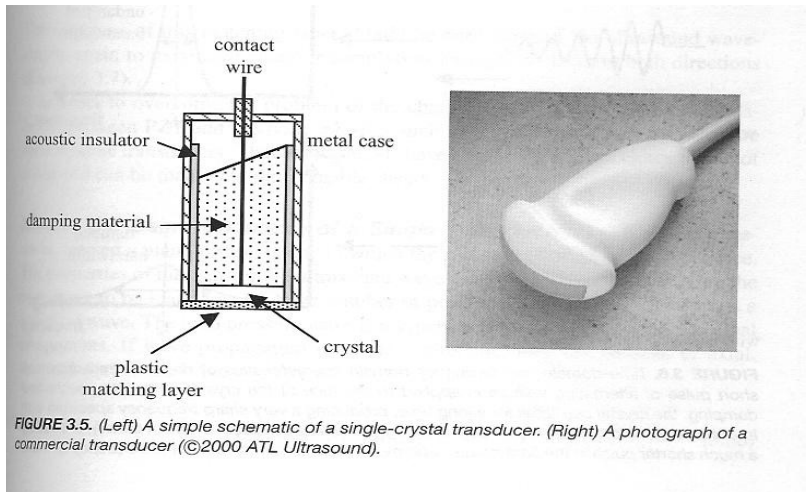 contact
wire
acoustic insulator
metal case
damping material
crystal
plastic
matching layer
FIGURE 3.5. (Left) A simple schematic of a single-crystal transducer. (Right) A photograph of a
commercial transducer (©2000 ATL Ultrasound).